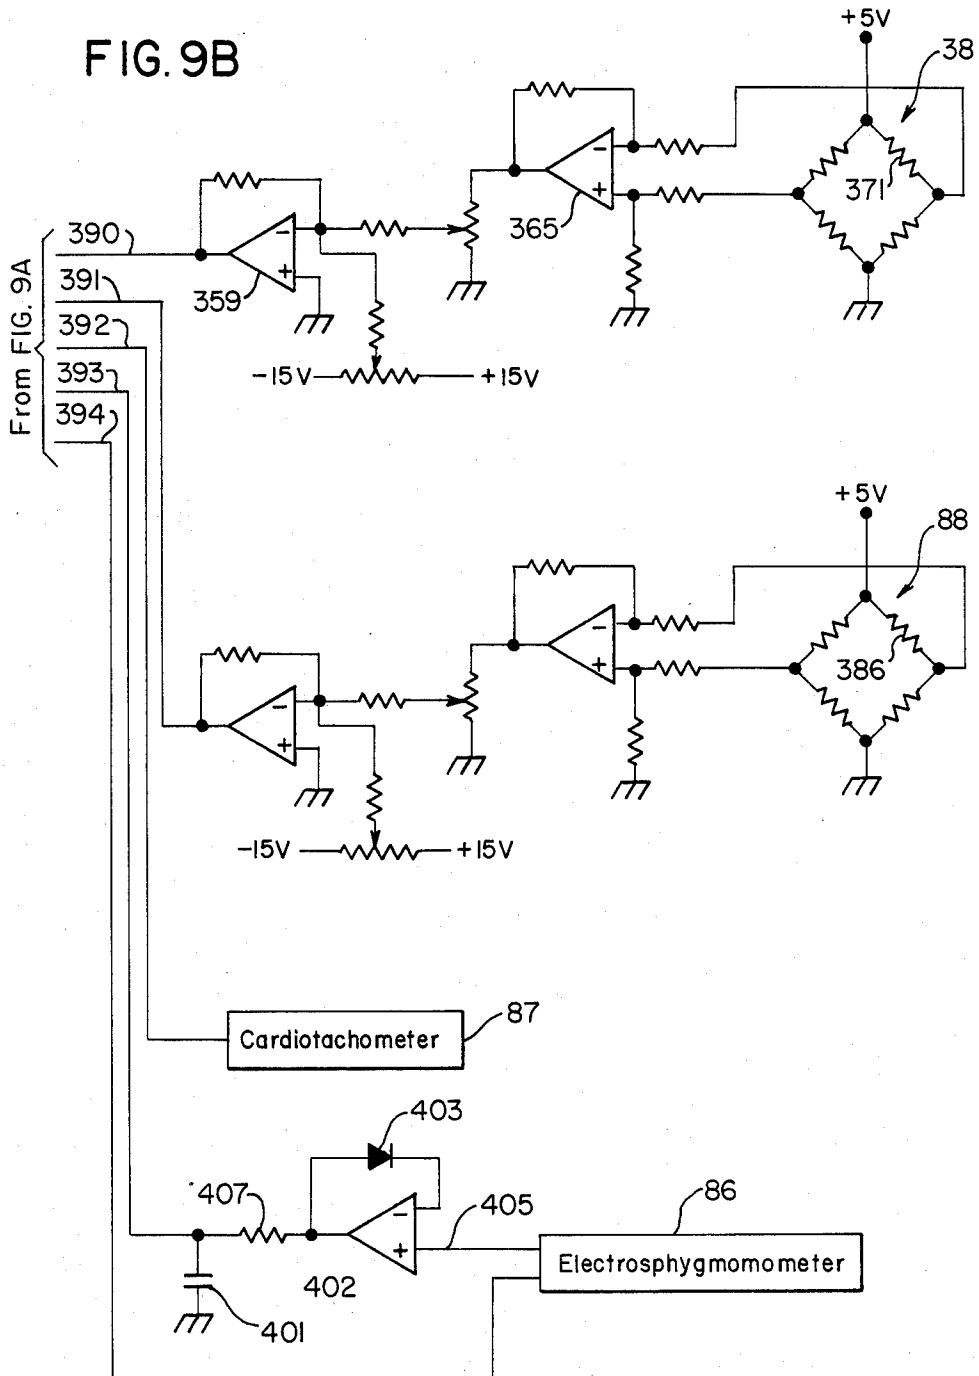 FIG. 9B
+5V
38
371
365
390
From FIG. 9A
391
359
392
393
394
-15V
+15V
+5V
88
386
-15V
+15V
Cardiotachometer
87
403
407
405
86
Electrosphygmomometer
402
401